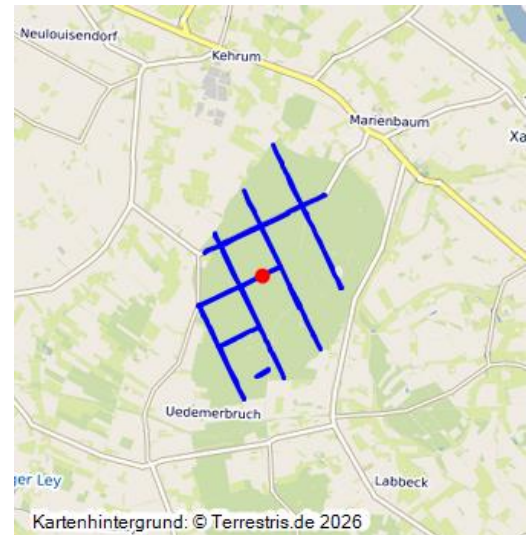 Neulouisendorf
Kehrum
Marienbaum
Xa
Uedemerbruch
Labbeck
ger Ley
Kartenhintergrund: © Terrestris.de 2026